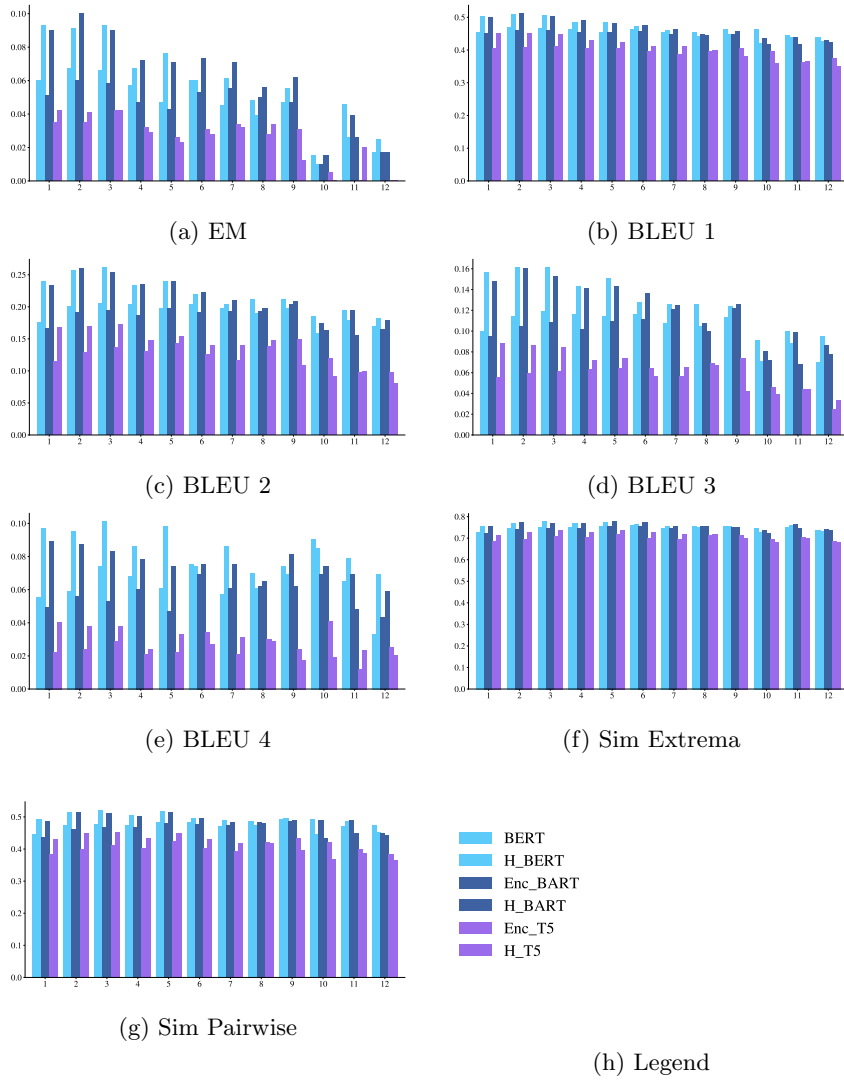 0.10
0.08
0.06
0.04
0.02
0.00
1 2 3 4 5 6 7 8 9 10 11 12
(a) EM
0.5
0.4
0.3
0.2
0.1
0.0
1 2 3 4 5 6 7 8 9 10 11 12
(b) BLEU 1
0.25
0.20
0.15
0.10
0.05
0.00
1 2 3 4 5 6 7 8 9 10 11 12
(c) BLEU 2
0.16
0.14
0.12
0.10
0.08
0.06
0.04
0.02
0.00
1 2 3 4 5 6 7 8 9 10 11 12
(d) BLEU 3
0.10
0.08
0.06
0.04
0.02
0.00
1 2 3 4 5 6 7 8 9 10 11 12
(e) BLEU 4
0.8
0.7
0.6
0.5
0.4
0.3
0.2
0.1
0.0
1 2 3 4 5 6 7 8 9 10 11 12
(f) Sim Extrema
0.5
0.4
0.3
0.2
0.1
0.0
1 2 3 4 5 6 7 8 9 10 11 12
(g) Sim Pairwise
BERT
H_BERT
Enc_BART
H_BART
Enc_T5
H_T5
(h) Legend